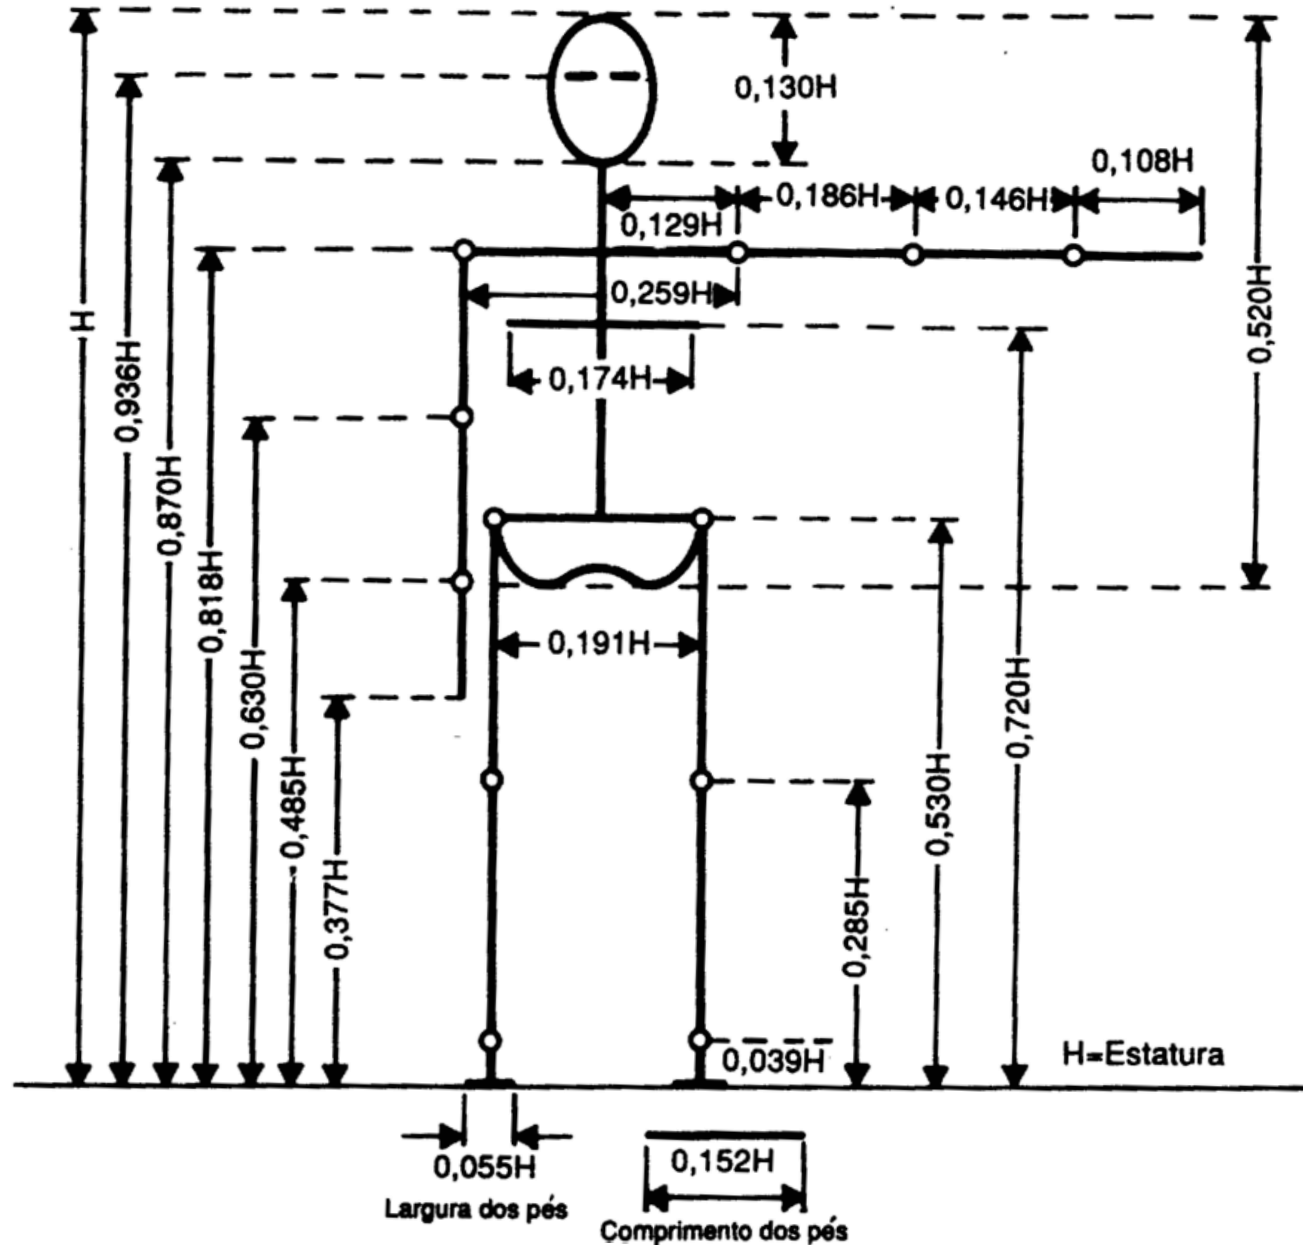 0,130H
0,108H
0,186H
0,146H
0,129H
0,259H
H
0,520H
0,174H
0,936H
0,870H
0,818H
0,630H
0,191H
0,720H
0,485H
0,530H
0,377H
0,285H
0,039H
H=Estatura
0,055H
0,152H
Largura dos pés
Comprimento dos pés